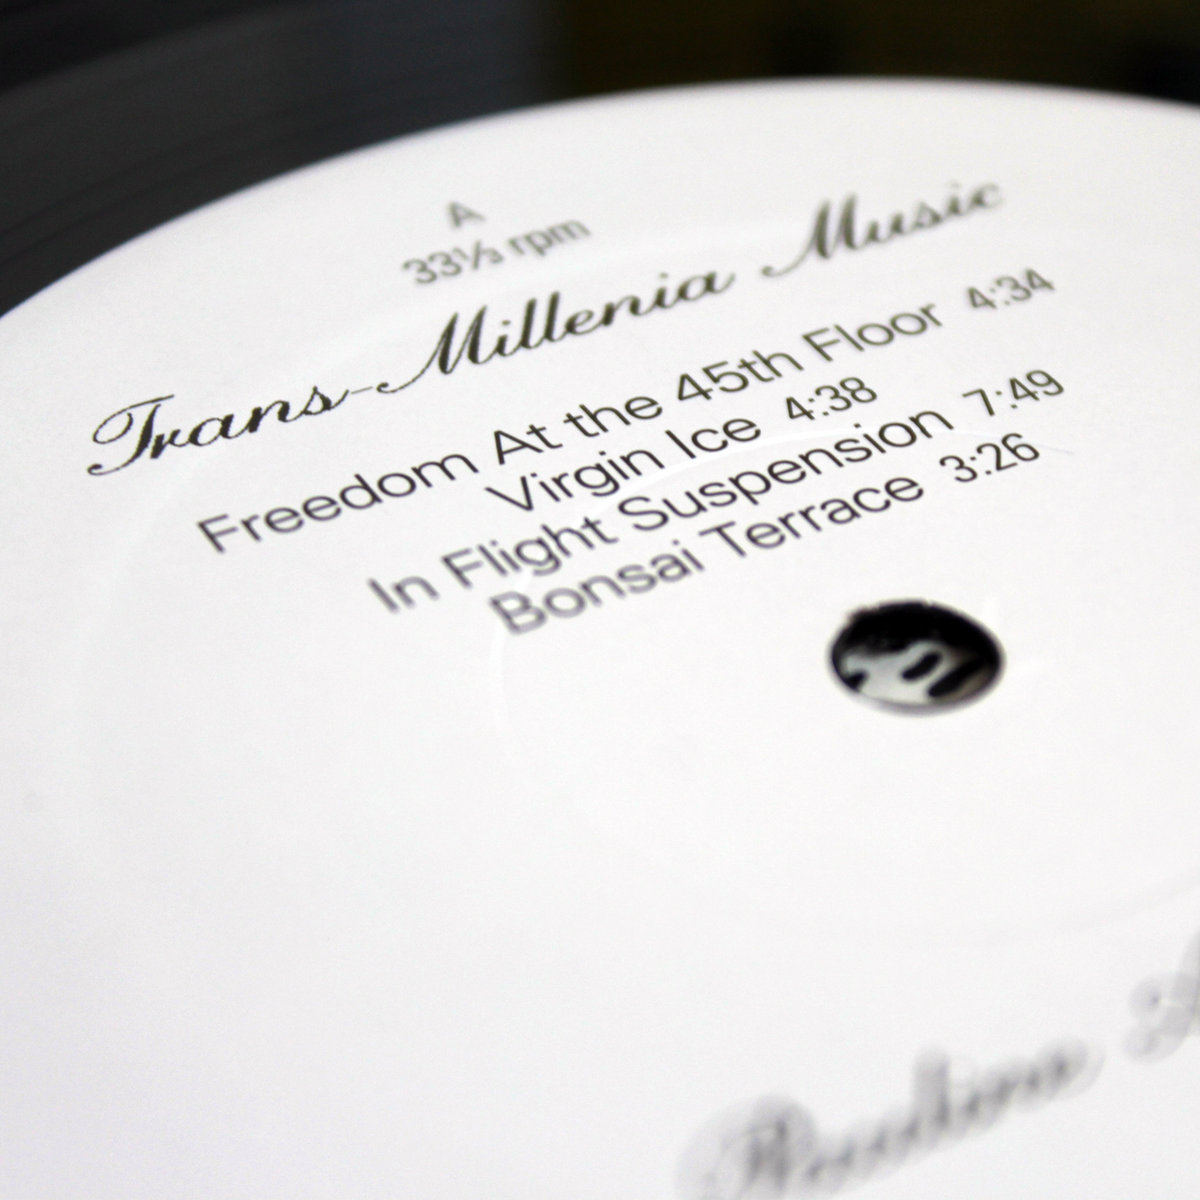 A
33⅓ rpm
Trans-Millenia Music
Freedom At the 45th Floor 4:34
Virgin Ice 4:38
In Flight Suspension 7:49
Bonsai Terrace 3:26